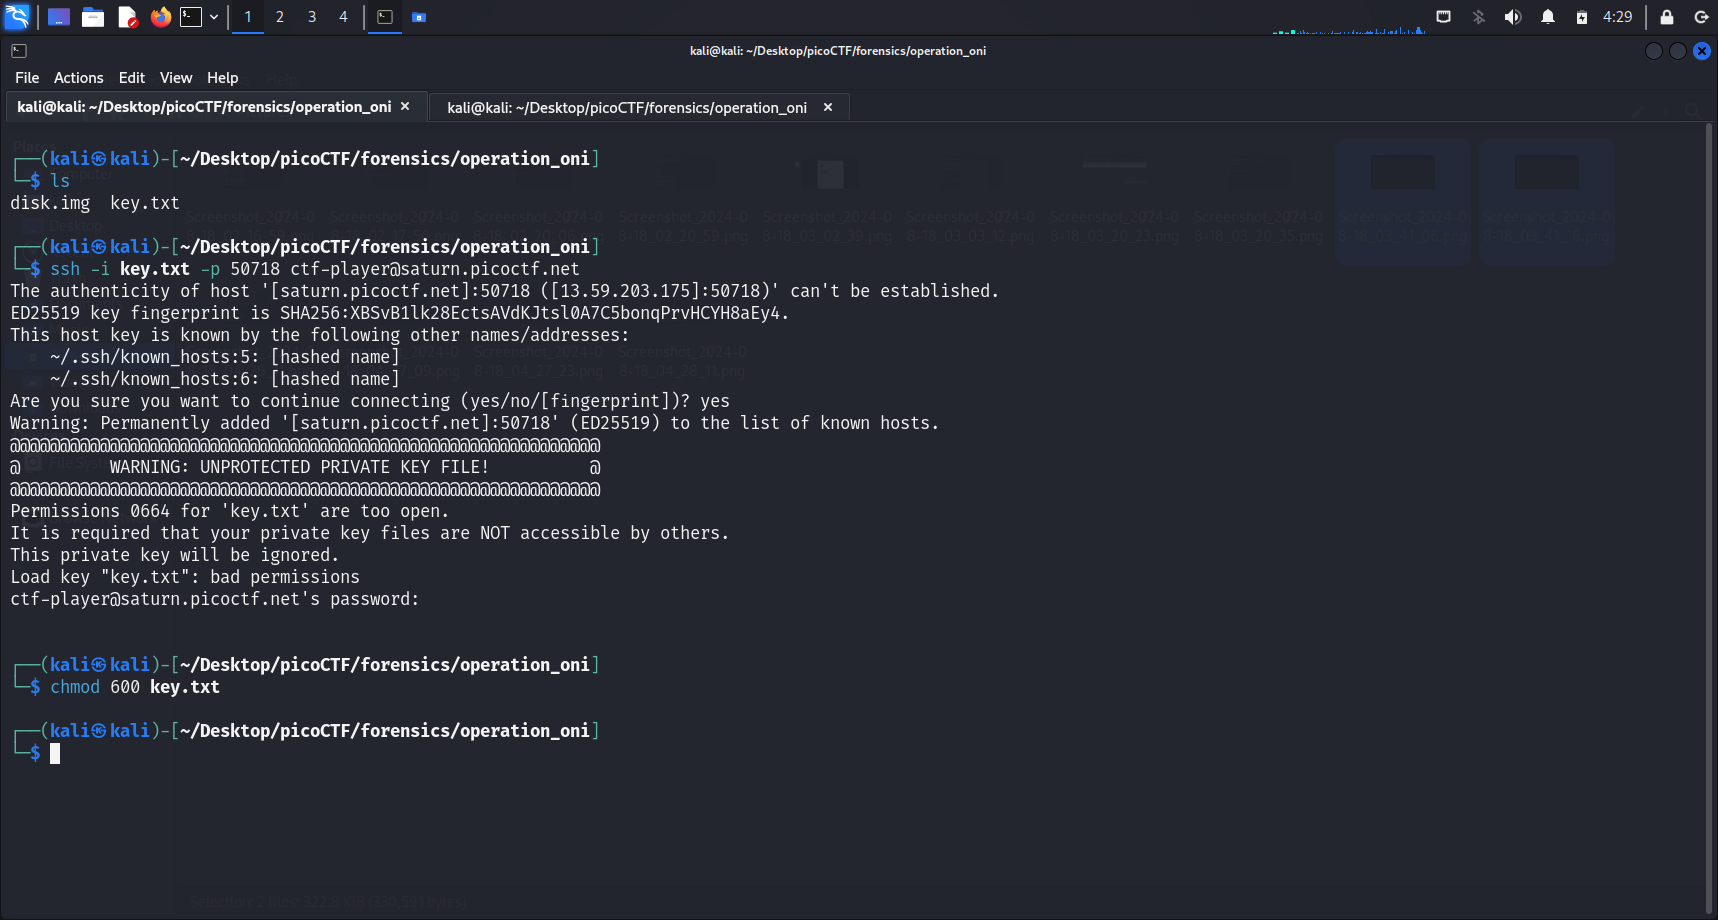 1 2 3 4 4:29
kali@kali: ~/Desktop/picoCTF/forensics/operation_oni
File Actions Edit View Help
kali@kali: ~/Desktop/picoCTF/forensics/operation_oni × kali@kali: ~/Desktop/picoCTF/forensics/operation_oni ×
┌──(kali㉿kali)-[~/Desktop/picoCTF/forensics/operation_oni]
└─$ ls
disk.img key.txt
┌──(kali㉿kali)-[~/Desktop/picoCTF/forensics/operation_oni]
└─$ ssh -i key.txt -p 50718 ctf-player@saturn.picoctf.net
The authenticity of host '[saturn.picoctf.net]:50718 ([13.59.203.175]:50718)' can't be established.
ED25519 key fingerprint is SHA256:XBSvB1lk28EctsAVdKJtsl0A7C5bonqPrvHCYH8aEy4.
This host key is known by the following other names/addresses:
~/.ssh/known_hosts:5: [hashed name]
~/.ssh/known_hosts:6: [hashed name]
Are you sure you want to continue connecting (yes/no/[fingerprint])? yes
Warning: Permanently added '[saturn.picoctf.net]:50718' (ED25519) to the list of known hosts.
@@@@@@@@@@@@@@@@@@@@@@@@@@@@@@@@@@@@@@@@@@@@@@@@@@@@@@@@@@@
@ WARNING: UNPROTECTED PRIVATE KEY FILE! @
@@@@@@@@@@@@@@@@@@@@@@@@@@@@@@@@@@@@@@@@@@@@@@@@@@@@@@@@@@@
Permissions 0664 for 'key.txt' are too open.
It is required that your private key files are NOT accessible by others.
This private key will be ignored.
Load key "key.txt": bad permissions
ctf-player@saturn.picoctf.net's password:
┌──(kali㉿kali)-[~/Desktop/picoCTF/forensics/operation_oni]
└─$ chmod 600 key.txt
┌──(kali㉿kali)-[~/Desktop/picoCTF/forensics/operation_oni]
└─$